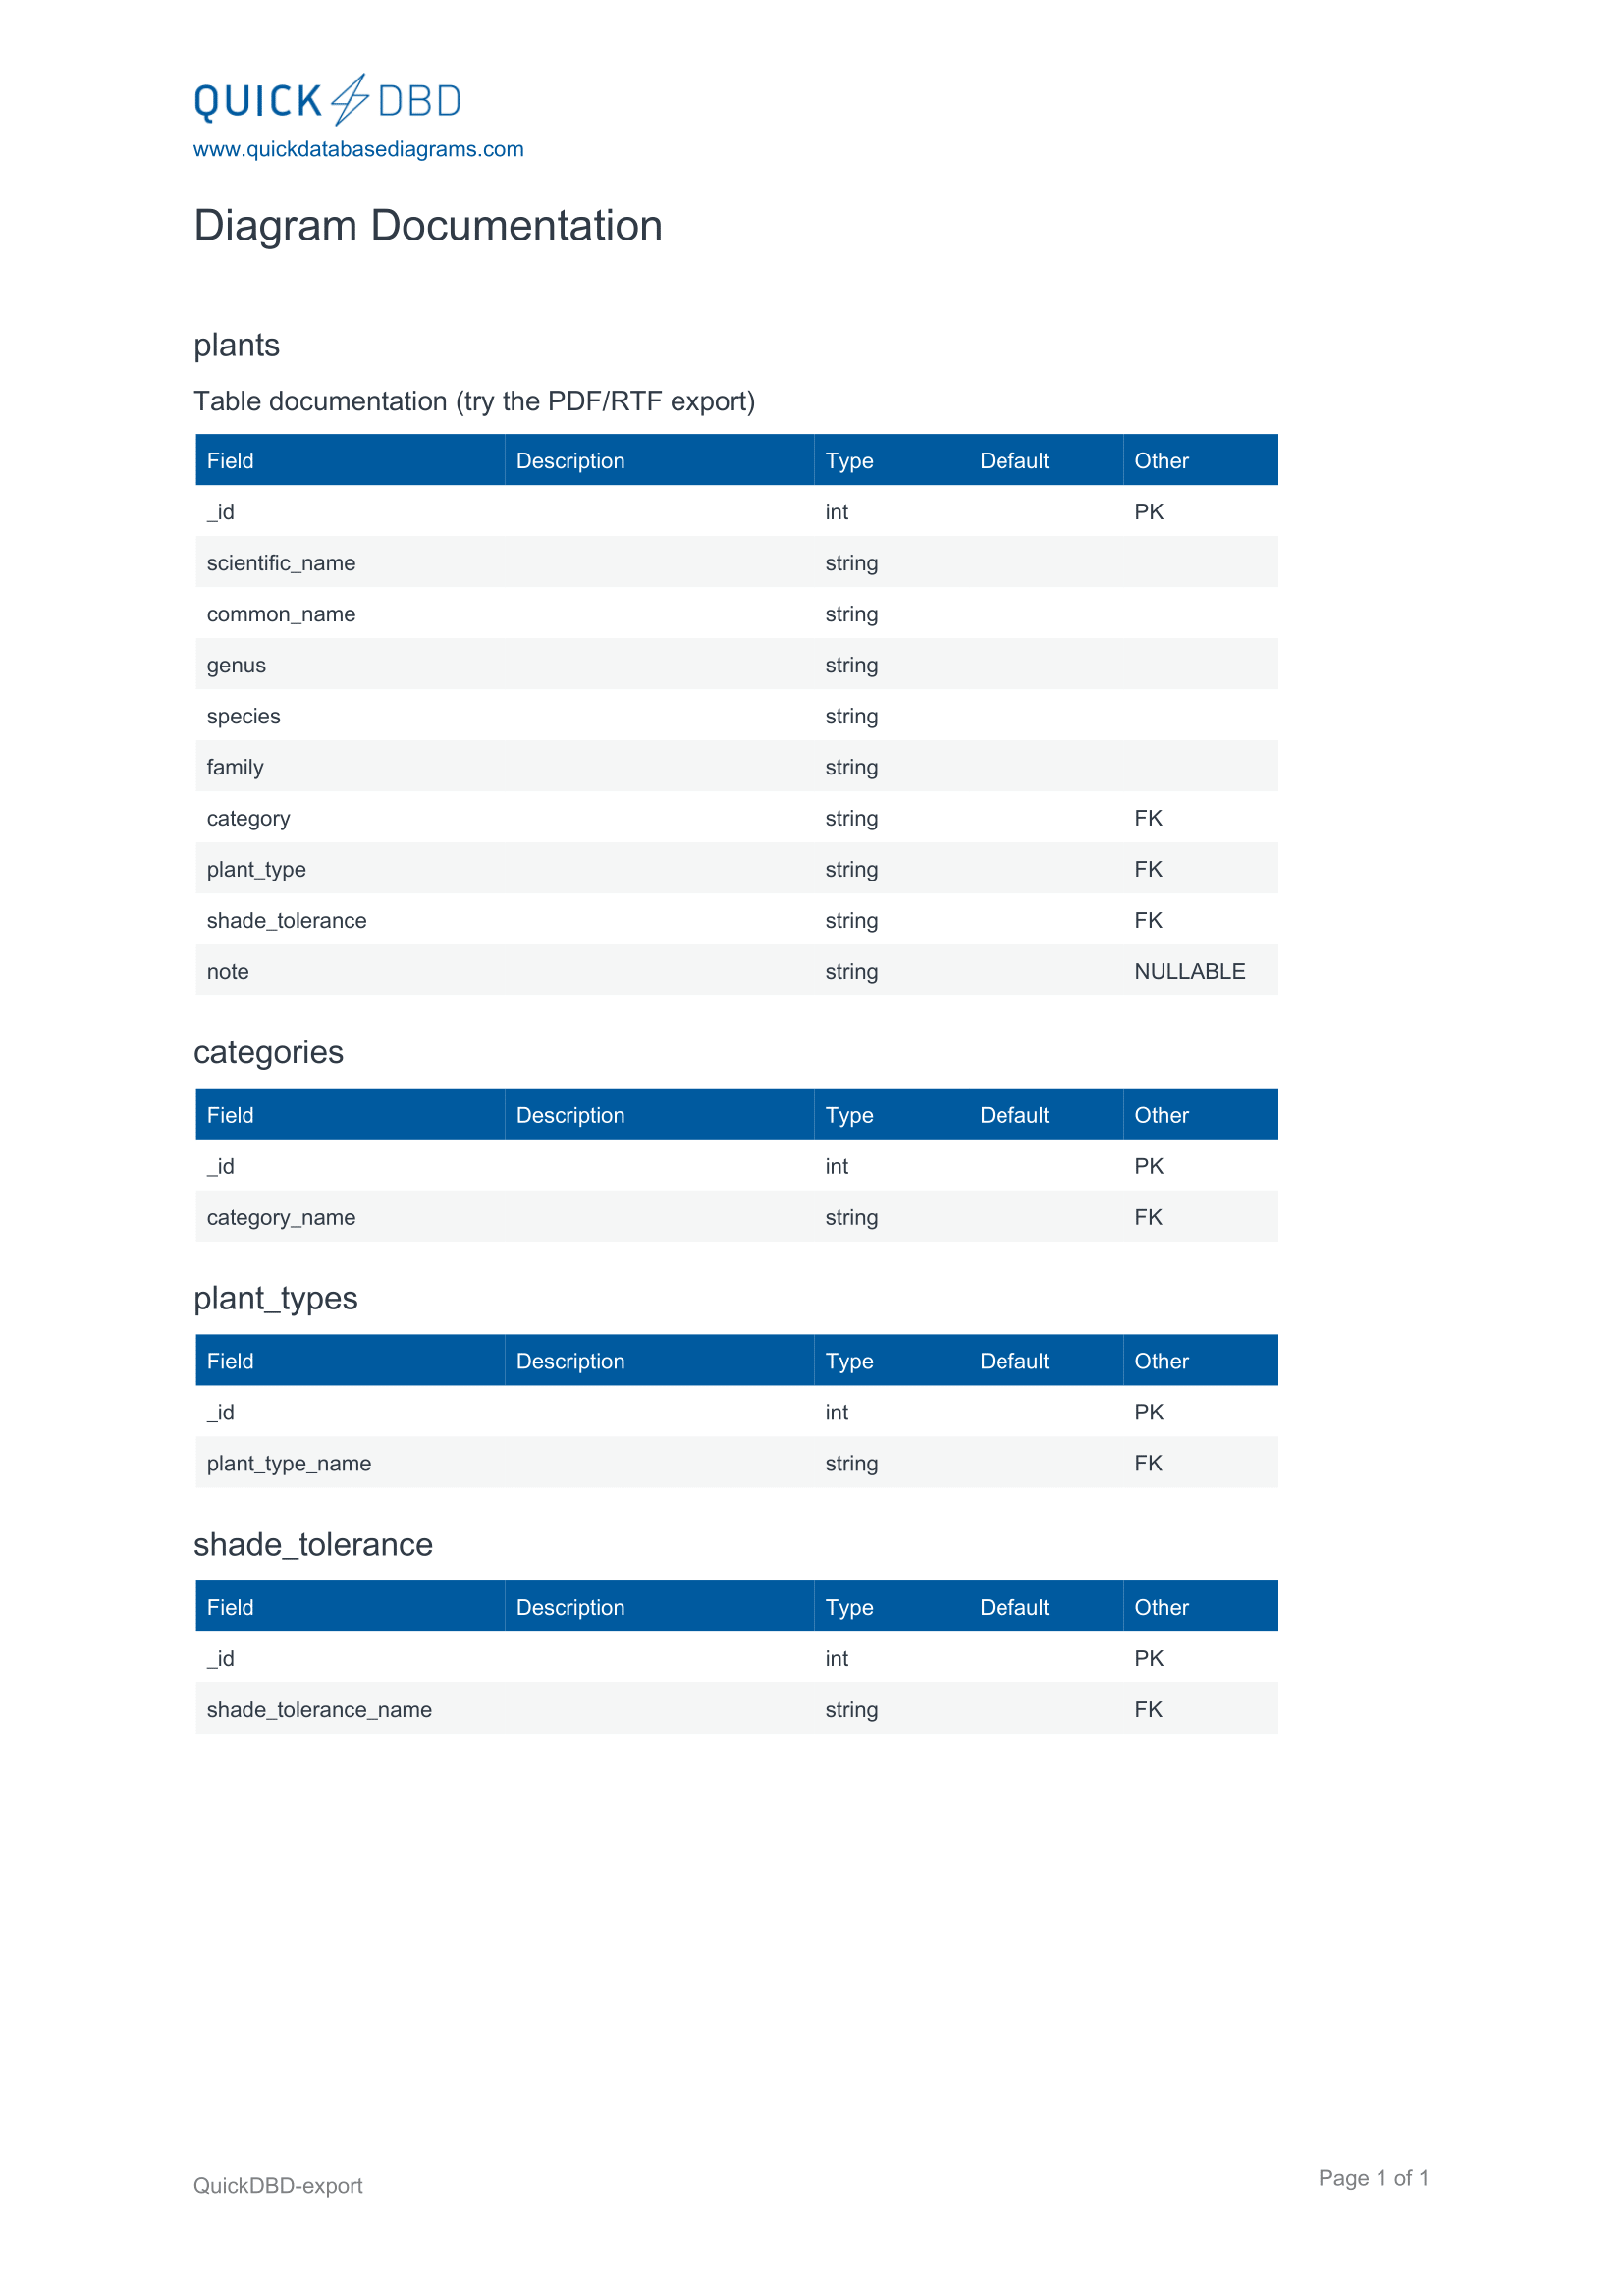 QUICK DBD
www.quickdatabasediagrams.com
Diagram Documentation
plants
Table documentation (try the PDF/RTF export)
Field Description Type Default Other
_id int PK
scientific_name string
common_name string
genus string
species string
family string
category string FK
plant_type string FK
shade_tolerance string FK
note string NULLABLE
categories
Field Description Type Default Other
_id int PK
category_name string FK
plant_types
Field Description Type Default Other
_id int PK
plant_type_name string FK
shade_tolerance
Field Description Type Default Other
_id int PK
shade_tolerance_name string FK
QuickDBD-export
Page 1 of 1